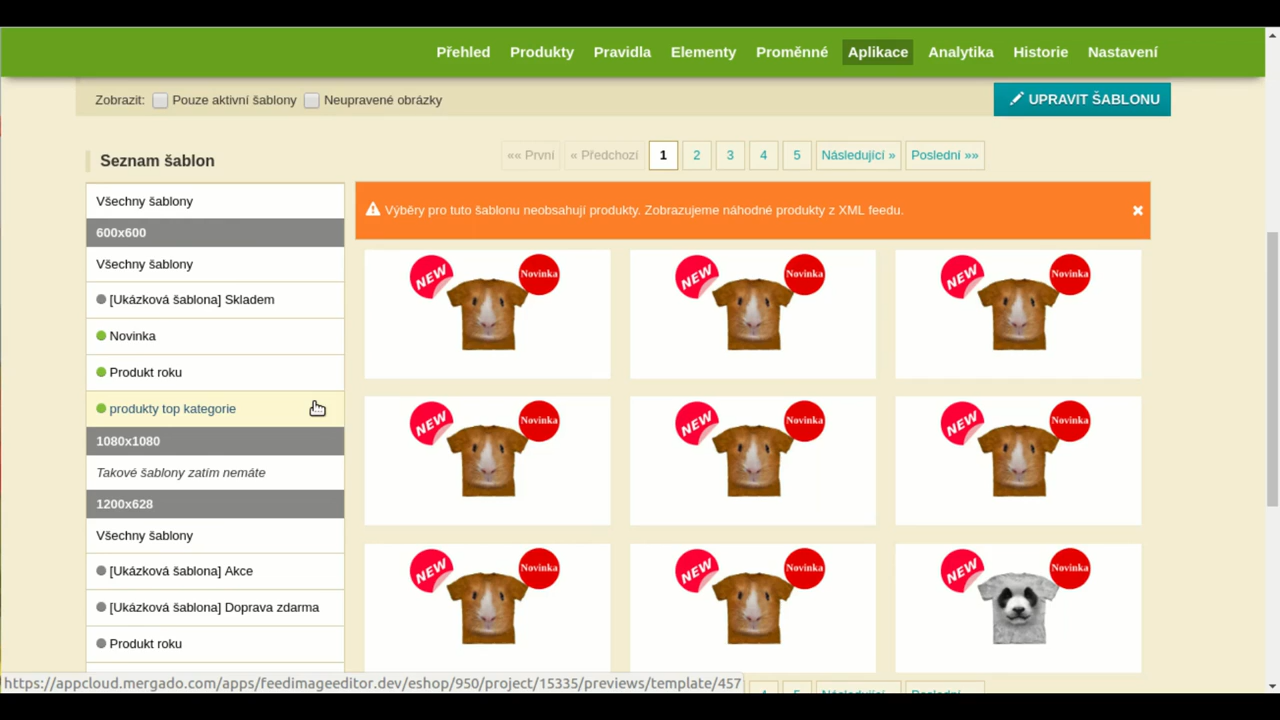 Přehled Produkty Pravidla Elementy Proměnné Aplikace Analytika Historie Nastavení
Zobrazit: Pouze aktivní šablony Neupravené obrázky
UPRAVIT ŠABLONU
Seznam šablon
«« První « Předchozí 1 2 3 4 5 Následující » Poslední »»
Všechny šablony
600x600
Všechny šablony
[Ukázková šablona] Skladem
Novinka
Produkt roku
produkty top kategorie
1080x1080
Takové šablony zatím nemáte
1200x628
Všechny šablony
[Ukázková šablona] Akce
[Ukázková šablona] Doprava zdarma
Produkt roku
Výběry pro tuto šablonu neobsahují produkty. Zobrazujeme náhodné produkty z XML feedu.
NEW Novinka NEW Novinka NEW Novinka
NEW Novinka NEW Novinka NEW Novinka
NEW Novinka NEW Novinka NEW Novinka
https://appcloud.mergado.com/apps/feedimageeditor.dev/eshop/950/project/15335/previews/template/457